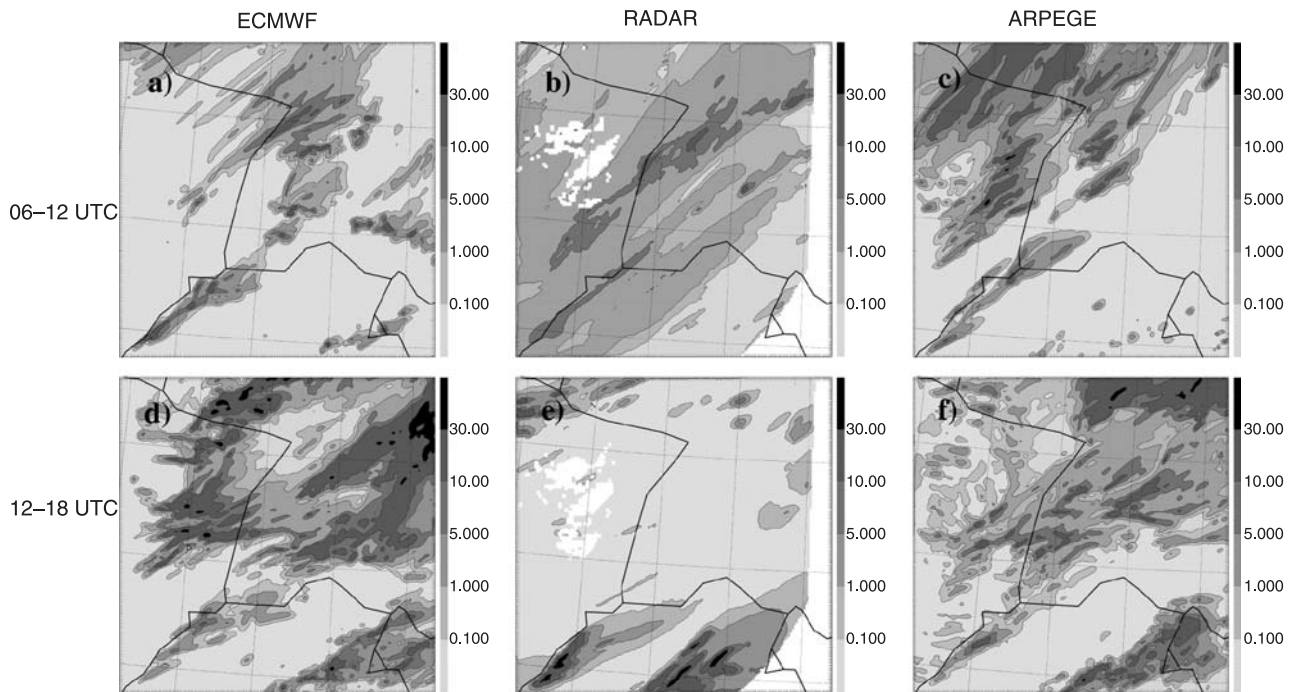 ECMWF RADAR ARPEGE
a) b) c)
30.00 30.00 30.00
10.00 10.00 10.00
5.000 5.000 5.000
06–12 UTC
1.000 1.000 1.000
0.100 0.100 0.100
d) e) f)
30.00 30.00 30.00
10.00 10.00 10.00
12–18 UTC
5.000 5.000 5.000
1.000 1.000 1.000
0.100 0.100 0.100